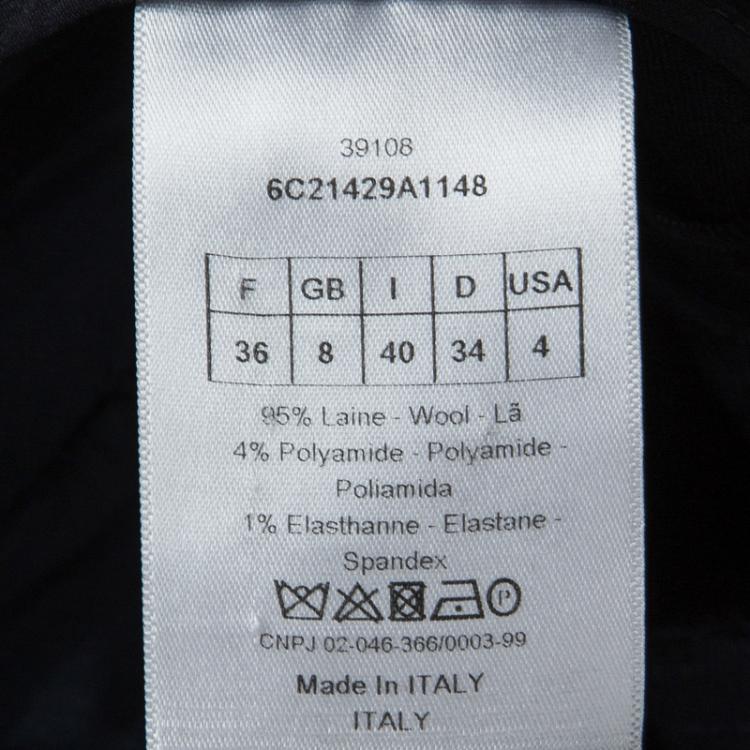 39108
6C21429A1148
F GB I D USA
36 8 40 34 4
95% Laine - Wool - Lã
4% Polyamide - Polyamide -
Poliamida
1% Elasthanne - Elastane -
Spandex
P
CNPJ 02-046-366/0003-99
Made In ITALY
ITALY